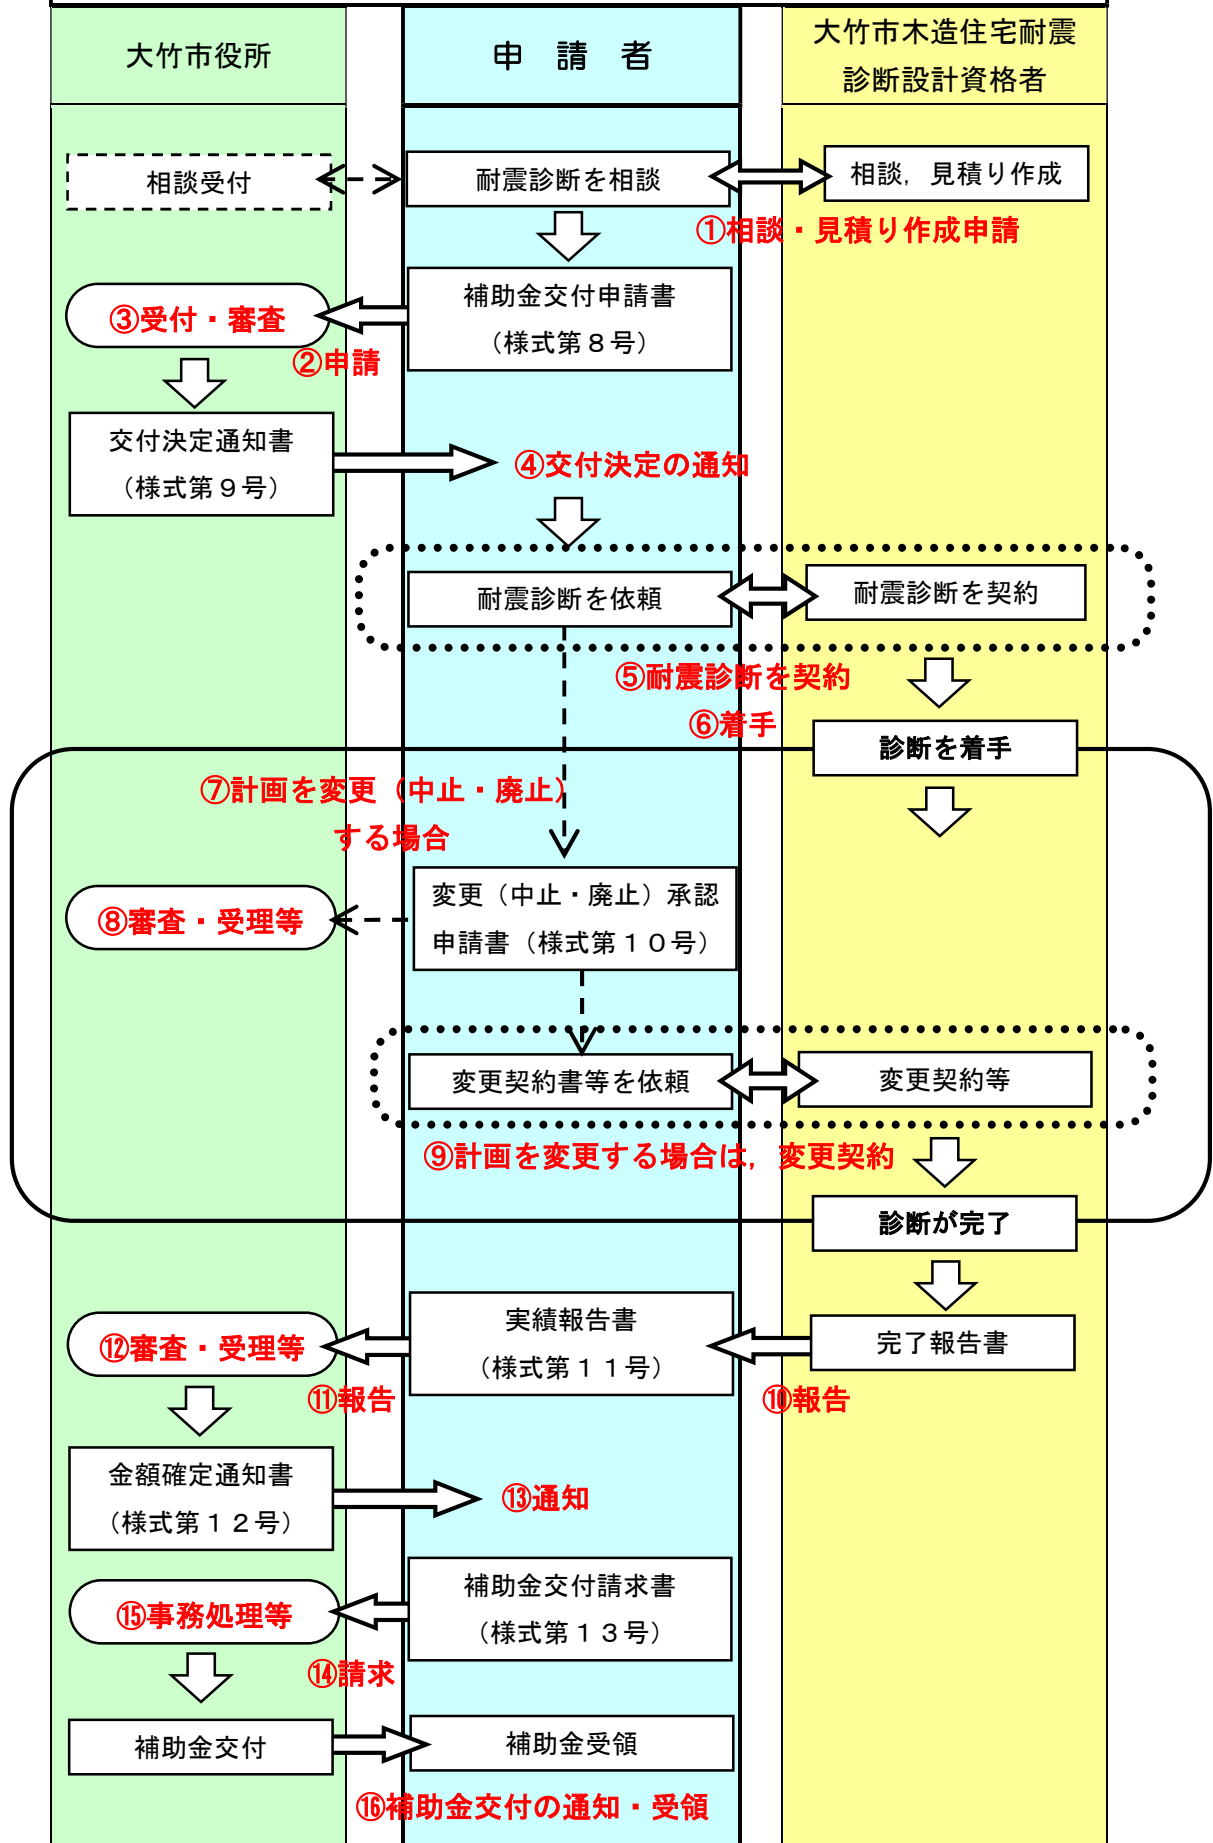 大竹市役所
申　請　者
大竹市木造住宅耐震
診断設計資格者
相談受付
耐震診断を相談
相談，見積り作成
①相談・見積り作成申請
補助金交付申請書
（様式第８号）
③受付・審査
②申請
交付決定通知書
（様式第９号）
④交付決定の通知
耐震診断を依頼
耐震診断を契約
⑤耐震診断を契約
⑥着手
診断を着手
⑦計画を変更（中止・廃止）
する場合
変更（中止・廃止）承認
申請書（様式第１０号）
⑧審査・受理等
変更契約書等を依頼
変更契約等
⑨計画を変更する場合は，変更契約
診断が完了
実績報告書
（様式第１１号）
完了報告書
⑫審査・受理等
⑪報告
⑩報告
金額確定通知書
（様式第１２号）
⑬通知
補助金交付請求書
（様式第１３号）
⑮事務処理等
⑭請求
補助金交付
補助金受領
⑯補助金交付の通知・受領